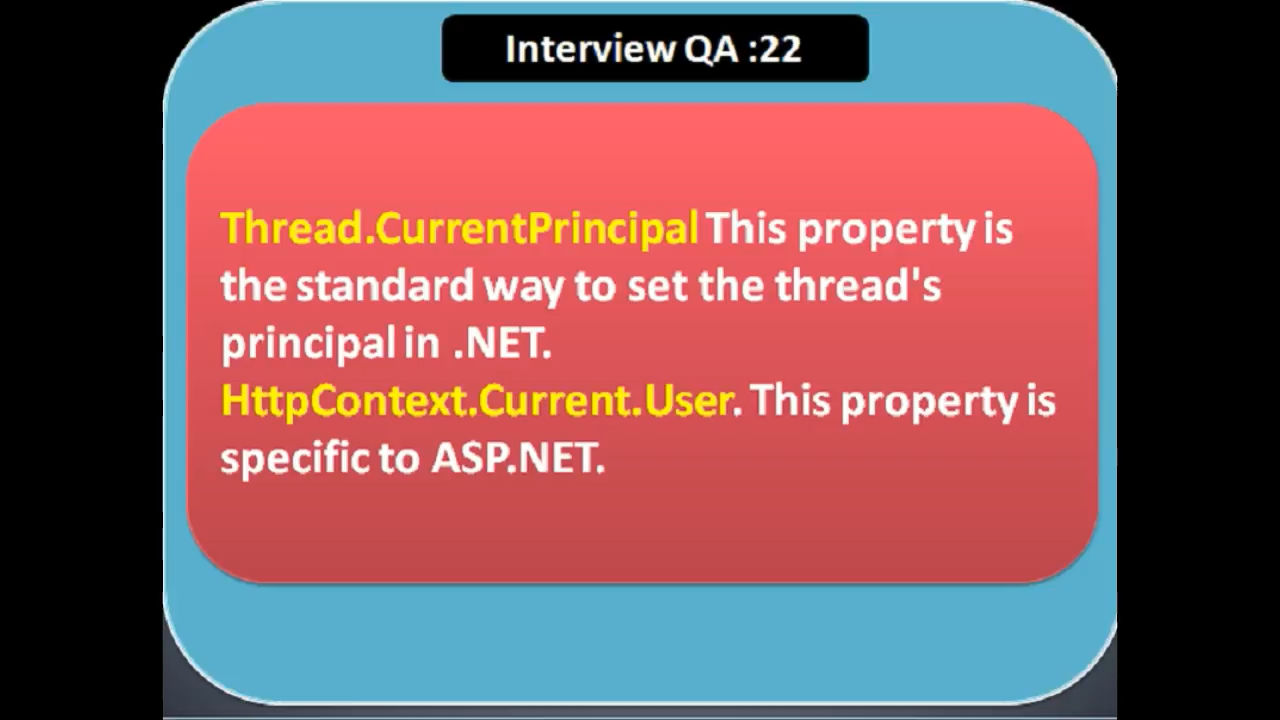 Interview QA :22
Thread.CurrentPrincipal This property is
the standard way to set the thread's
principal in .NET.
HttpContext.Current.User. This property is
specific to ASP.NET.